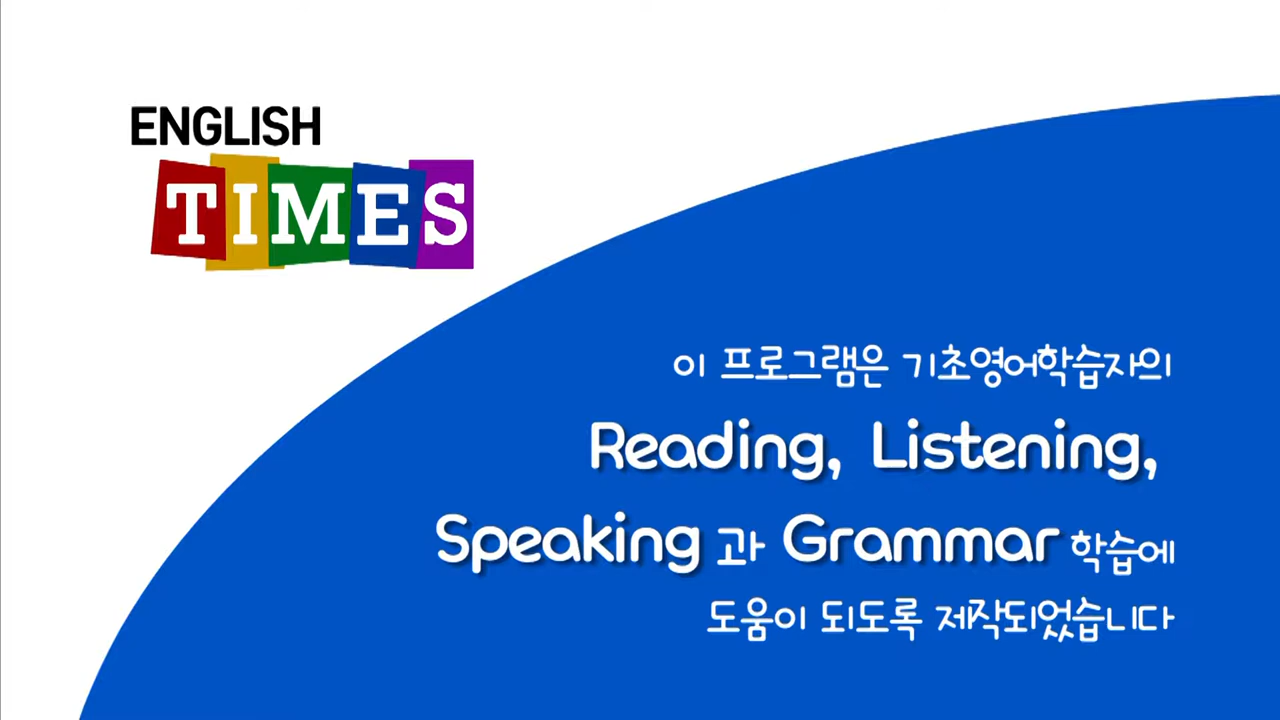 ENGLISH
TIMES
이 프로그램은 기초영어학습자의
Reading, Listening,
Speaking 과 Grammar 학습에
도움이 되도록 제작되었습니다